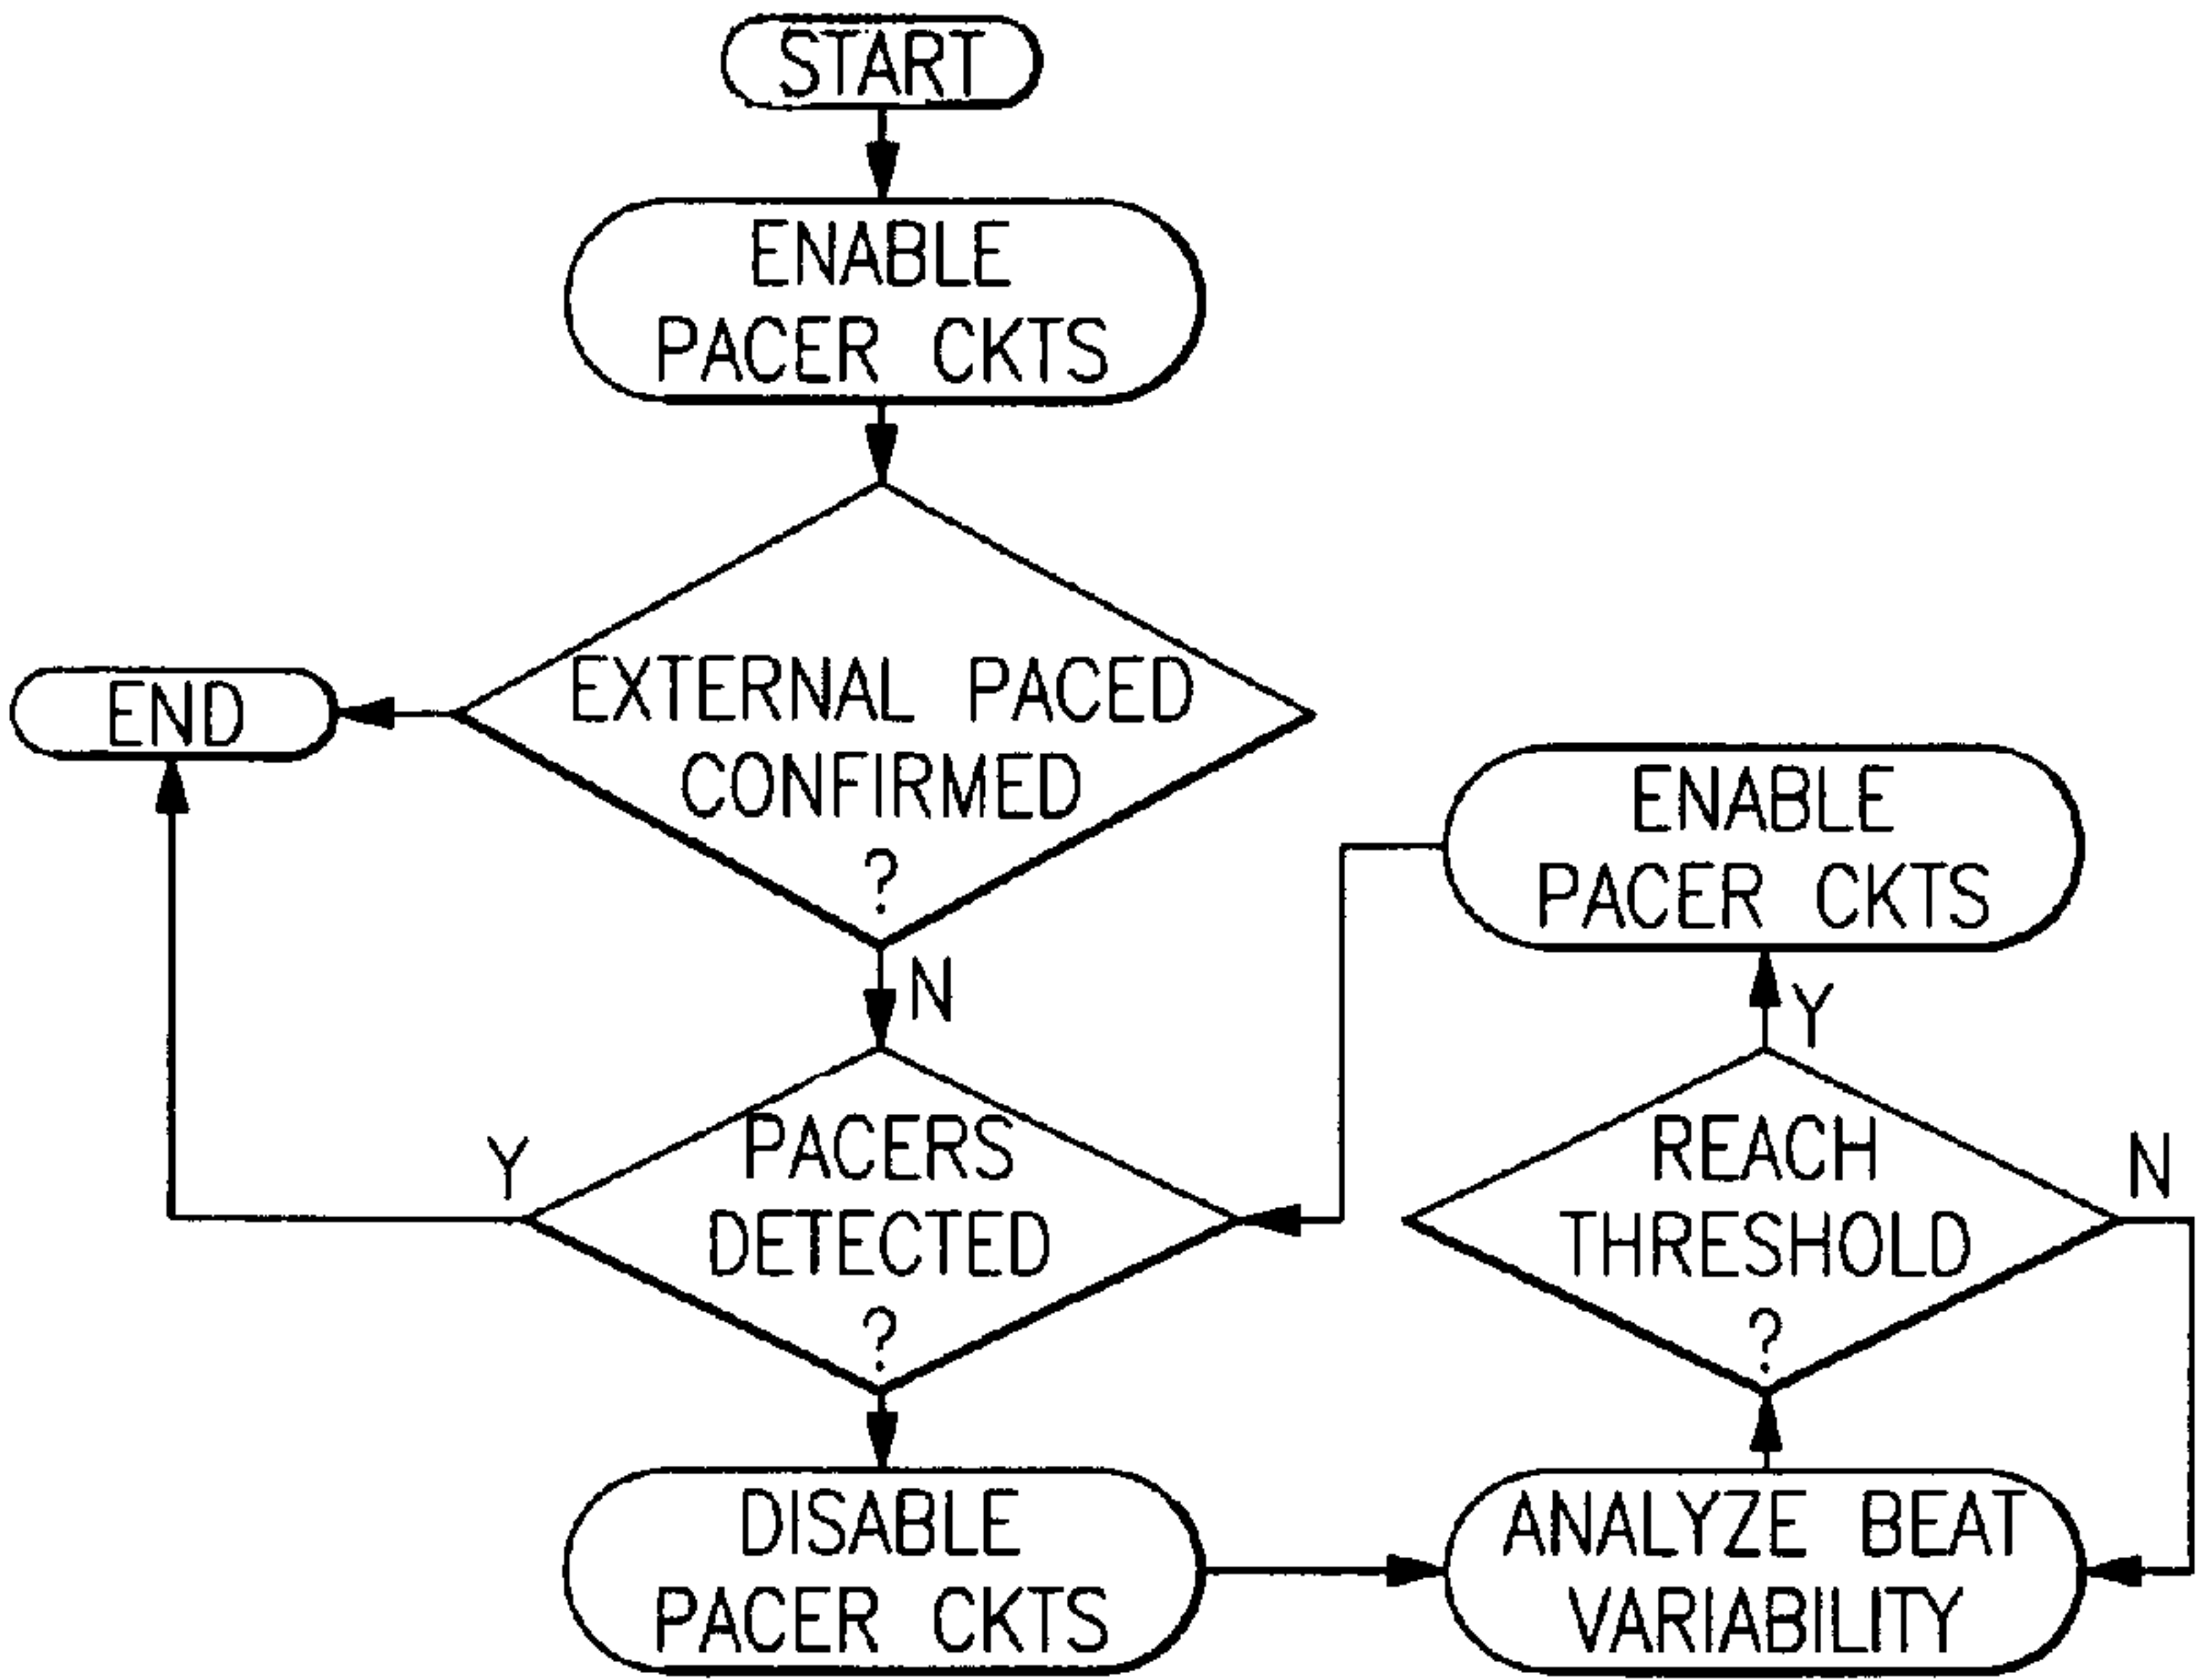 START
ENABLE
PACER CKTS
EXTERNAL PACED
CONFIRMED
?
END
N
PACERS
DETECTED
?
Y
DISABLE
PACER CKTS
ANALYZE BEAT
VARIABILITY
REACH
THRESHOLD
?
N
Y
ENABLE
PACER CKTS